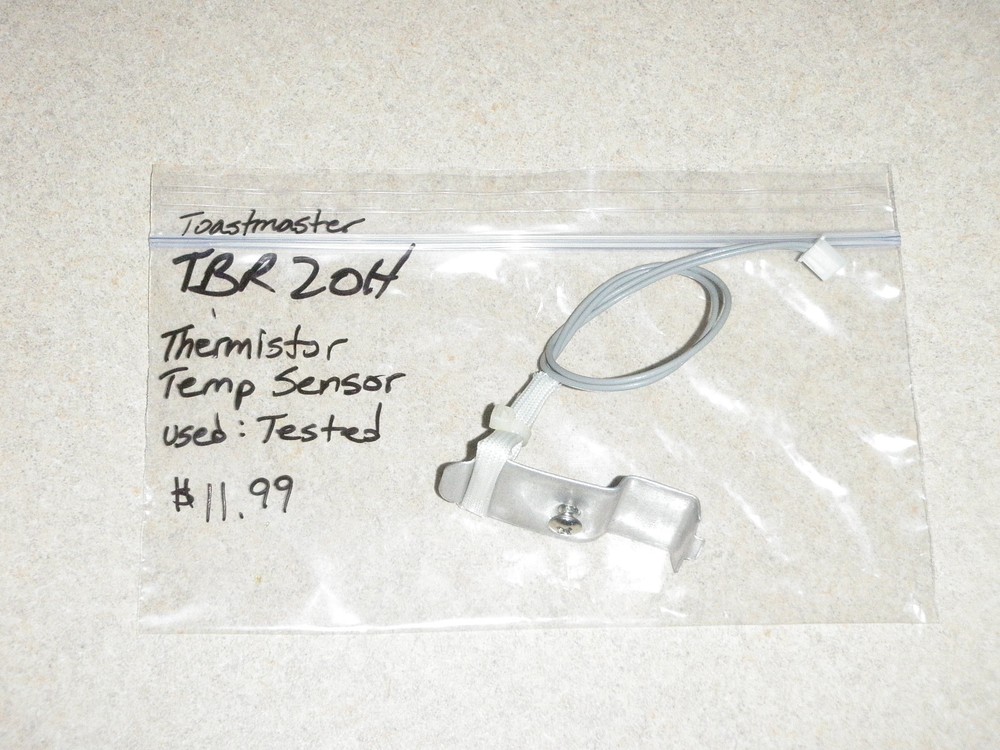 Toastmaster
TBR 20H
Thermistor
Temp Sensor
used: Tested
$11.99